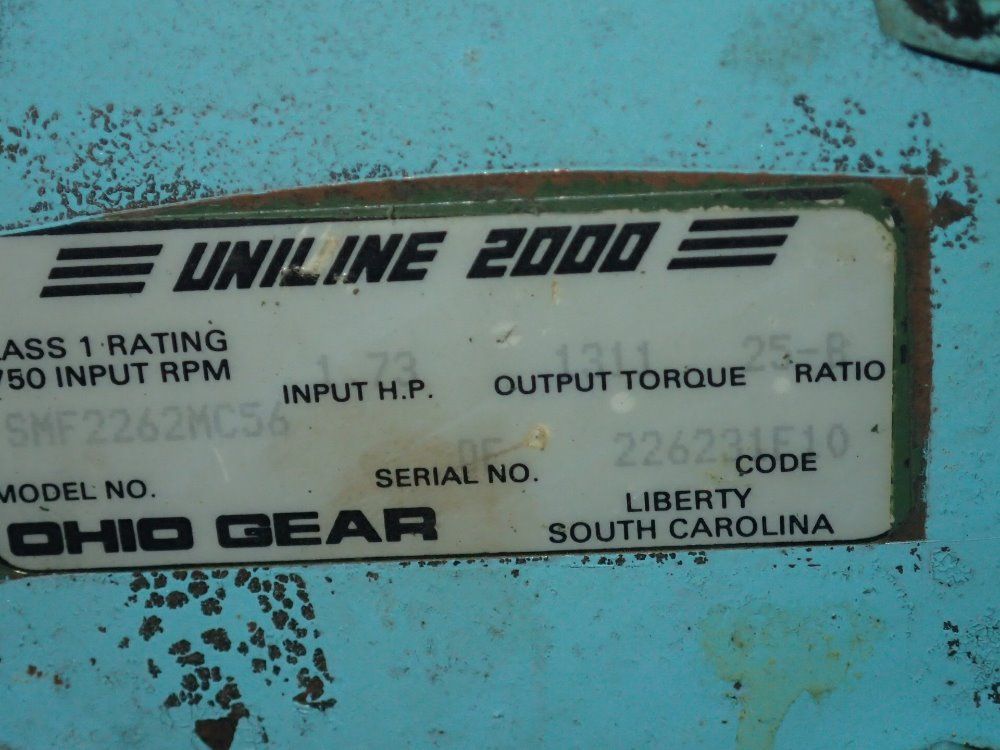 UNILINE 2000
ASS 1 RATING
750 INPUT RPM
1.73 1311 25-R
INPUT H.P. OUTPUT TORQUE RATIO
SMF2262MC56 226231F10
MODEL NO. SERIAL NO. CODE
OHIO GEAR
LIBERTY
SOUTH CAROLINA